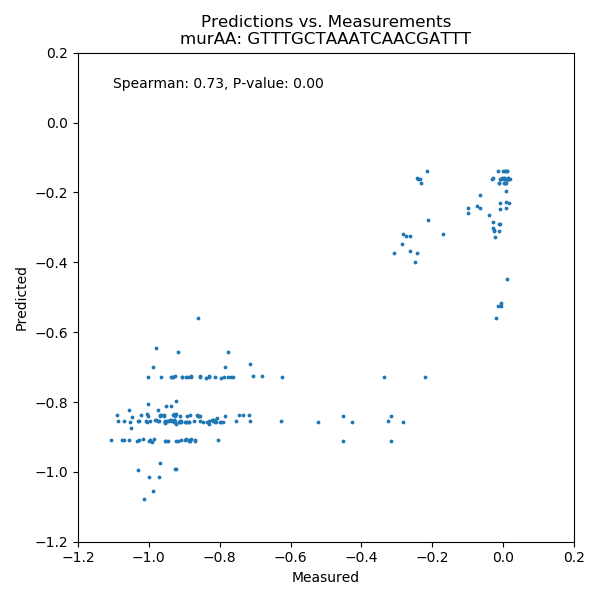 Predictions vs. Measurements
murAA: GTTTGCTAAATCAACGATTT
Spearman: 0.73, P-value: 0.00
0.2
0.0
−0.2
−0.4
−0.6
−0.8
−1.0
−1.2
Predicted
−1.2 −1.0 −0.8 −0.6 −0.4 −0.2 0.0 0.2
Measured